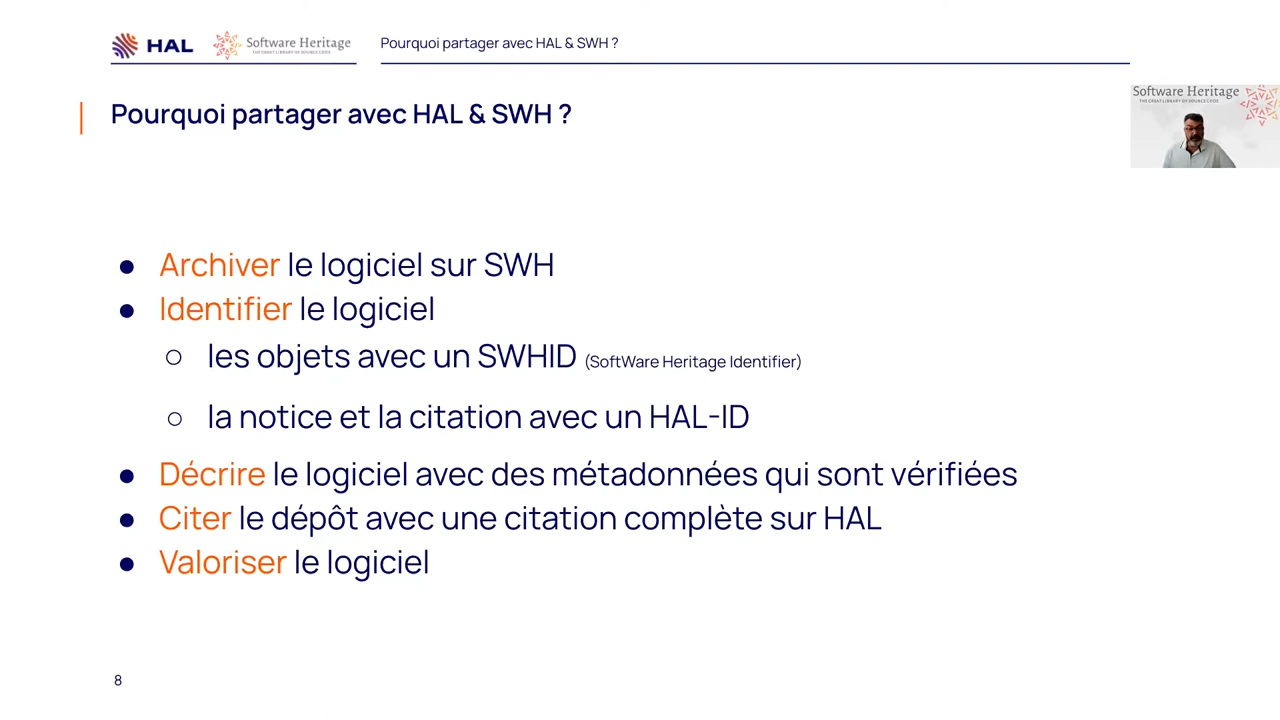 HAL
Software Heritage
THE GREAT LIBRARY OF SOURCE CODE
Pourquoi partager avec HAL & SWH ?
Pourquoi partager avec HAL & SWH ?
Software Heritage
THE GREAT LIBRARY OF SOURCE CODE
● Archiver le logiciel sur SWH
● Identifier le logiciel
○ les objets avec un SWHID (SoftWare Heritage Identifier)
○ la notice et la citation avec un HAL-ID
● Décrire le logiciel avec des métadonnées qui sont vérifiées
● Citer le dépôt avec une citation complète sur HAL
● Valoriser le logiciel
8